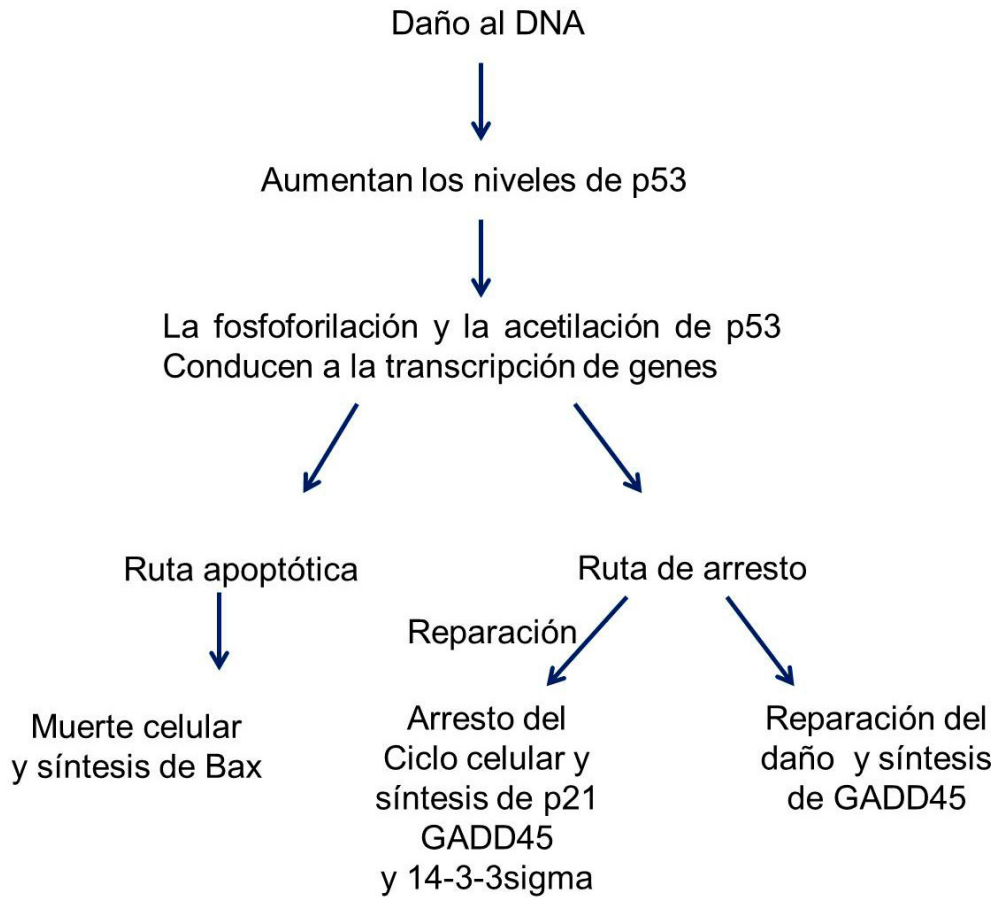 Daño al DNA
Aumentan los niveles de p53
La fosfoforilación y la acetilación de p53
Conducen a la transcripción de genes
Ruta apoptótica
Ruta de arresto
Reparación
Muerte celular
y síntesis de Bax
Arresto del
Ciclo celular y
síntesis de p21
GADD45
y 14-3-3sigma
Reparación del
daño y síntesis
de GADD45